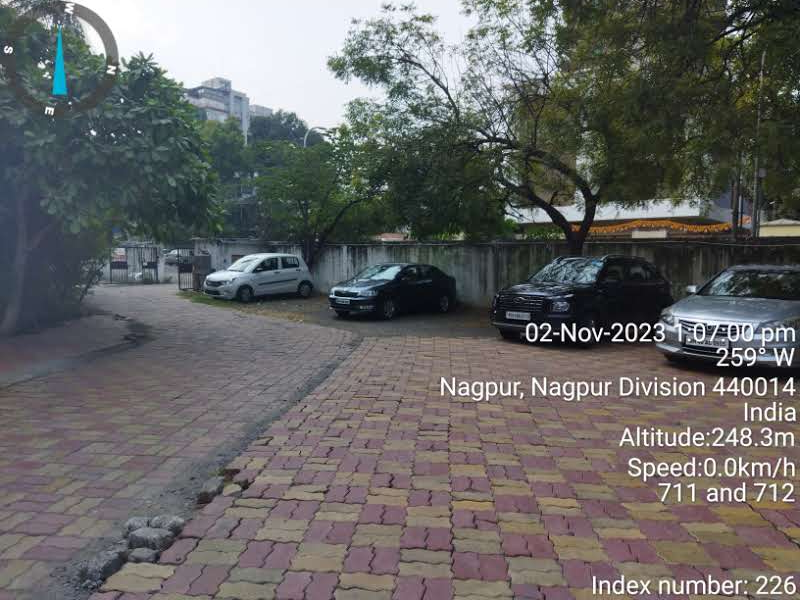 W
S
N
E
02-Nov-2023 1:07:00 pm
259° W
Nagpur, Nagpur Division 440014
India
Altitude:248.3m
Speed:0.0km/h
711 and 712
Index number: 226